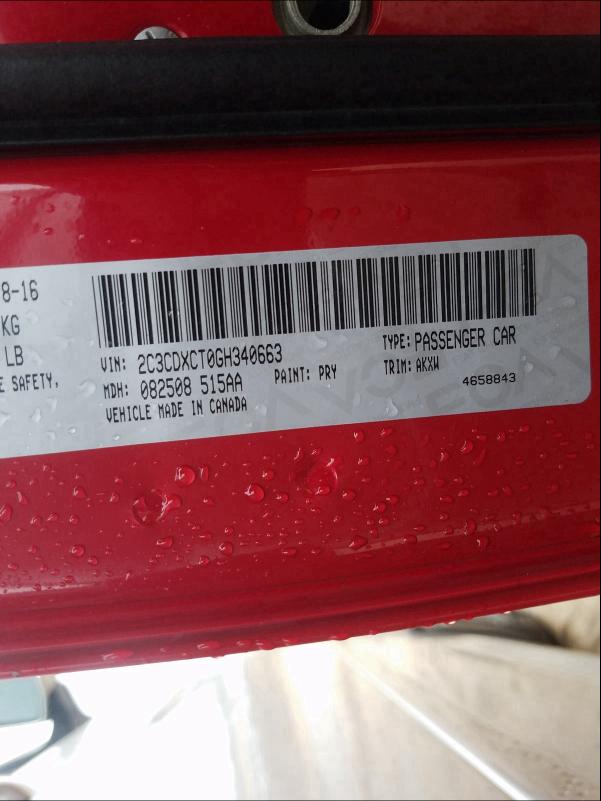 8-16
KG
LB
E SAFETY,
VIN: 2C3CDXCT0GH340663
TYPE: PASSENGER CAR
MDH: 082508 515AA
PAINT: PRY
TRIM: AKXW
VEHICLE MADE IN CANADA
4658843